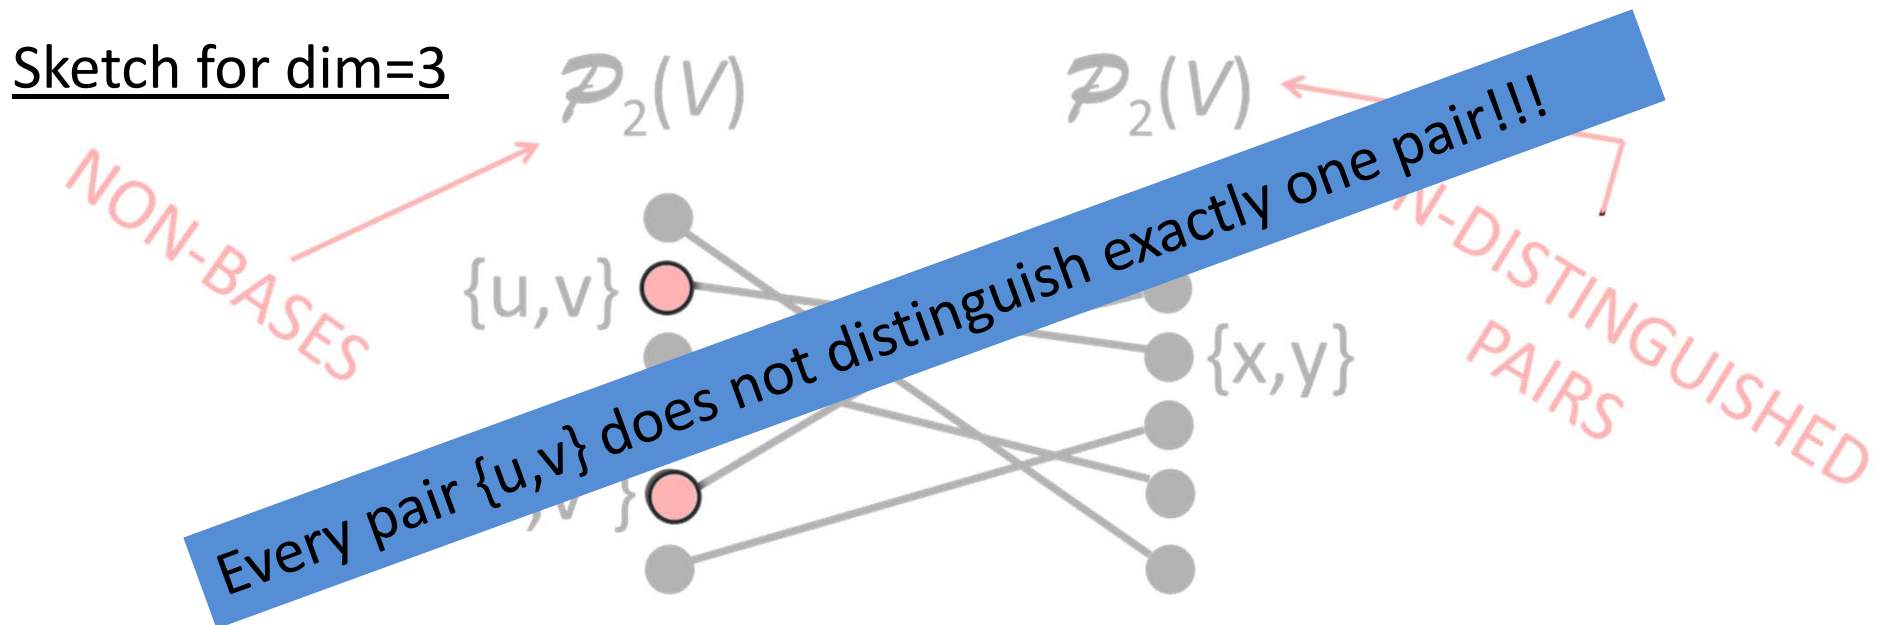 Sketch for dim=3
𝒫₂(V)
𝒫₂(V)
NON-BASES
{u,v}
Every pair {u,v} does not distinguish exactly one pair!!!
N-DISTINGUISHED
PAIRS
{x,y}
,v }